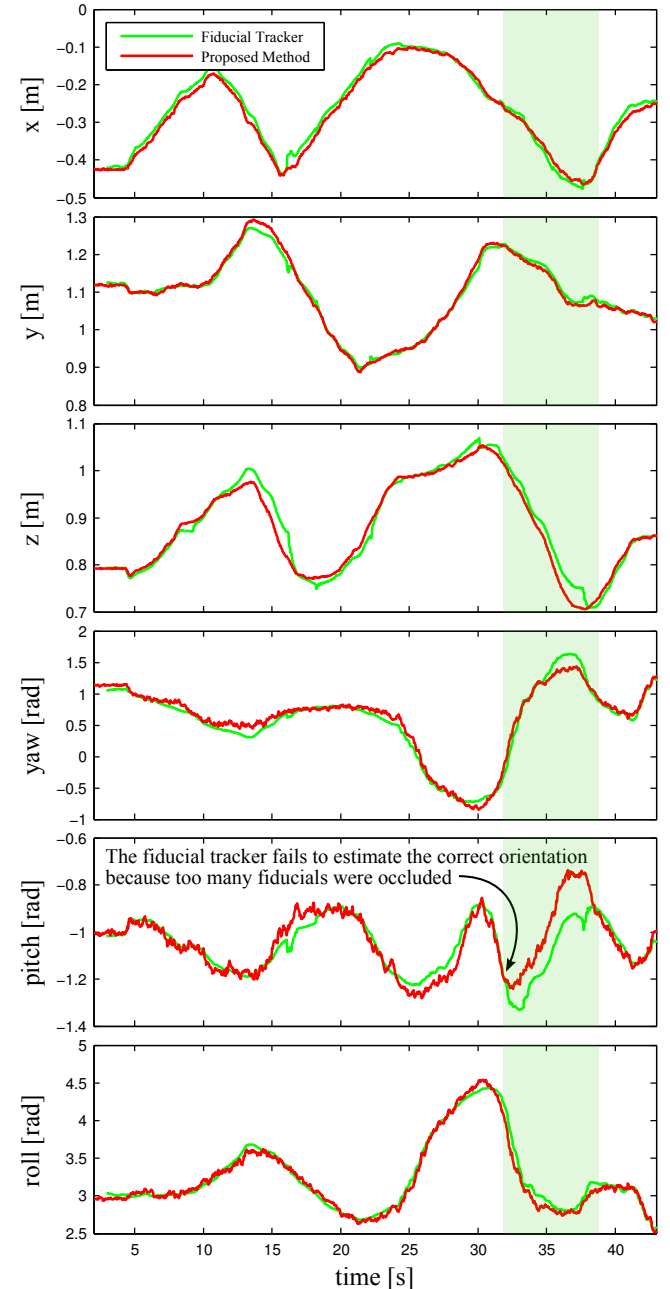 0
−0.1
−0.2
−0.3
−0.4
−0.5
x [m]
Fiducial Tracker
Proposed Method
1.3
1.2
1.1
1
0.9
0.8
y [m]
1.1
1
0.9
0.8
0.7
z [m]
2
1.5
1
0.5
0
−0.5
−1
yaw [rad]
−0.6
−0.8
−1
−1.2
−1.4
pitch [rad]
The fiducial tracker fails to estimate the correct orientation
because too many fiducials were occluded
4.5
4
3.5
3
2.5
roll [rad]
5 10 15 20 25 30 35 40
time [s]